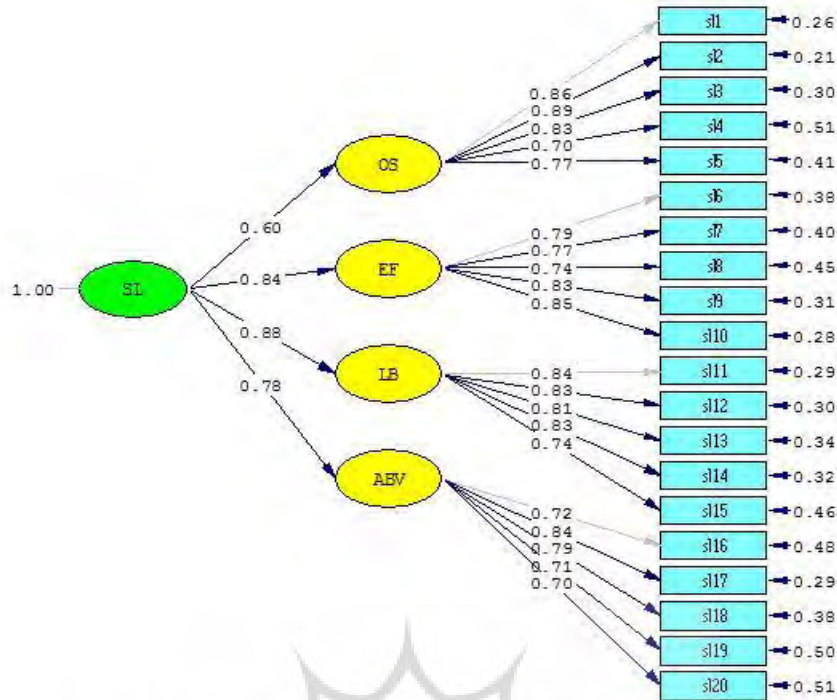 sl1
0.26
sl2
0.21
0.86
sl3
0.30
0.89
0.83
sl4
0.51
0.70
OS
0.77
sl5
0.41
sl6
0.38
0.60
0.79
sl7
0.40
0.77
EF
0.74
sl8
0.45
1.00
SL
0.84
0.83
sl9
0.31
0.85
sl10
0.28
0.88
LB
0.84
sl11
0.29
0.78
0.83
sl12
0.30
0.81
0.83
sl13
0.34
0.74
sl14
0.32
ABV
sl15
0.46
0.72
sl16
0.48
0.84
0.79
sl17
0.29
0.71
0.70
sl18
0.38
sl19
0.50
sl20
0.51